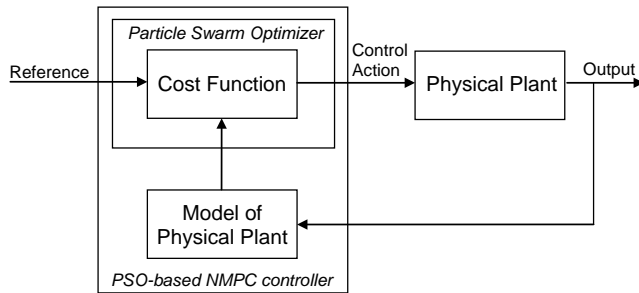 Particle Swarm Optimizer
Reference
Cost Function
Control
Action
Physical Plant
Output
Model of
Physical Plant
PSO-based NMPC controller